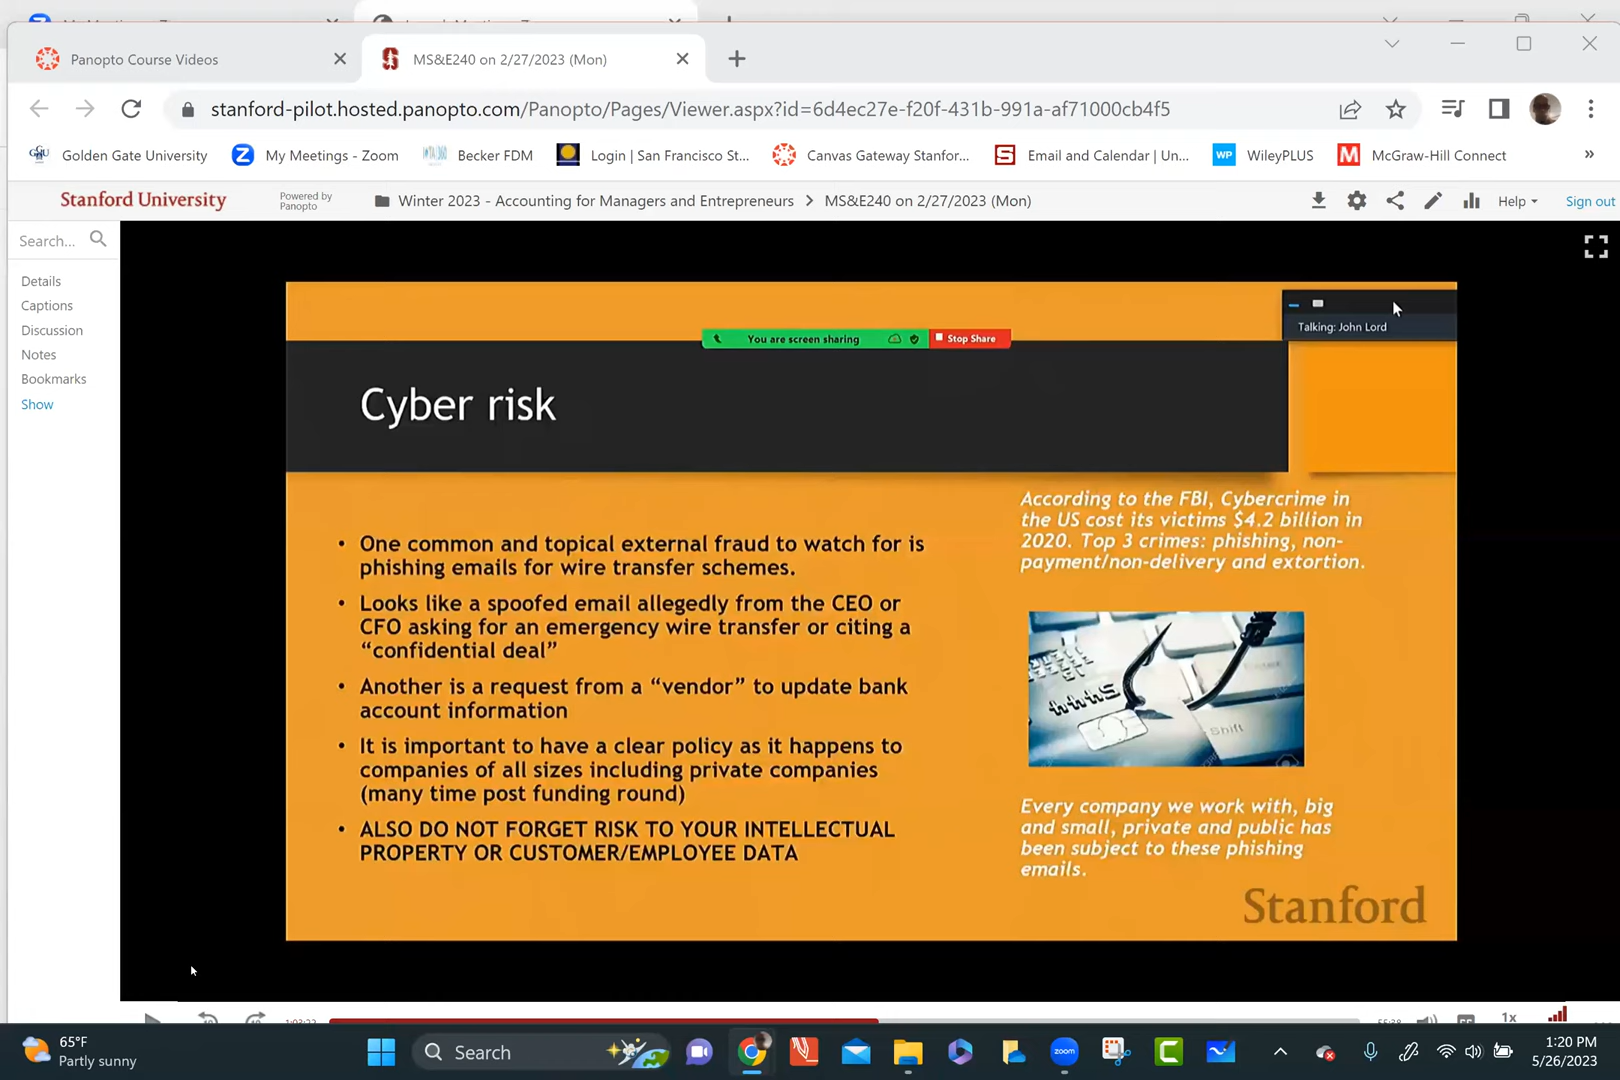 Panopto Course Videos
MS&E240 on 2/27/2023 (Mon)
stanford-pilot.hosted.panopto.com/Panopto/Pages/Viewer.aspx?id=6d4ec27e-f20f-431b-991a-af71000cb4f5
Golden Gate University
My Meetings - Zoom
Becker FDM
Login | San Francisco St...
Canvas Gateway Stanfor...
Email and Calendar | Un...
WP WileyPLUS
McGraw-Hill Connect
Stanford University
Powered by
Panopto
Winter 2023 - Accounting for Managers and Entrepreneurs > MS&E240 on 2/27/2023 (Mon)
Help
Sign out
Search...
Details
Captions
Discussion
Notes
Bookmarks
Show
Talking: John Lord
You are screen sharing
Stop Share
Cyber risk
• One common and topical external fraud to watch for is
phishing emails for wire transfer schemes.
• Looks like a spoofed email allegedly from the CEO or
CFO asking for an emergency wire transfer or citing a
“confidential deal”
• Another is a request from a “vendor” to update bank
account information
• It is important to have a clear policy as it happens to
companies of all sizes including private companies
(many time post funding round)
• ALSO DO NOT FORGET RISK TO YOUR INTELLECTUAL
PROPERTY OR CUSTOMER/EMPLOYEE DATA
According to the FBI, Cybercrime in
the US cost its victims $4.2 billion in
2020. Top 3 crimes: phishing, non-
payment/non-delivery and extortion.
Shift
Every company we work with, big
and small, private and public has
been subject to these phishing
emails.
Stanford
1:03:22
55:38
1x
65°F
Partly sunny
Search
zoom
1:20 PM
5/26/2023